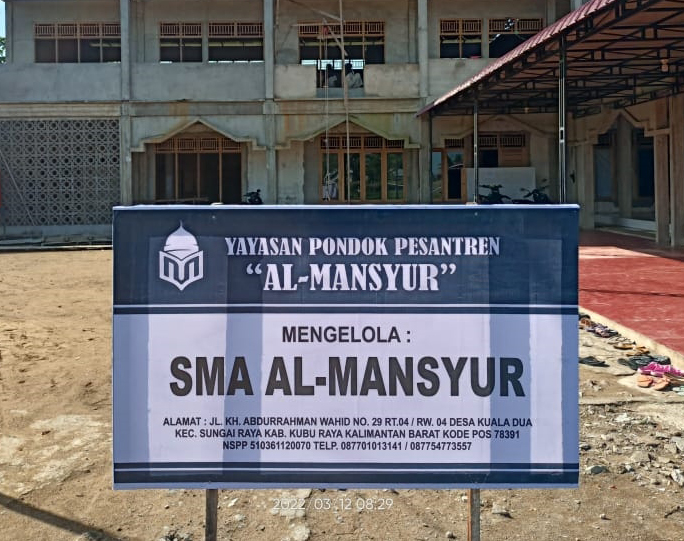 YAYASAN PONDOK PESANTREN
“AL-MANSYUR”
MENGELOLA :
SMA AL-MANSYUR
ALAMAT : JL. KH. ABDURRAHMAN WAHID NO. 29 RT.04 / RW. 04 DESA KUALA DUA
KEC. SUNGAI RAYA KAB. KUBU RAYA KALIMANTAN BARAT KODE POS 78391
NSPP 510361120070 TELP. 087701013141 / 087754773557
2022/03/12 08:29